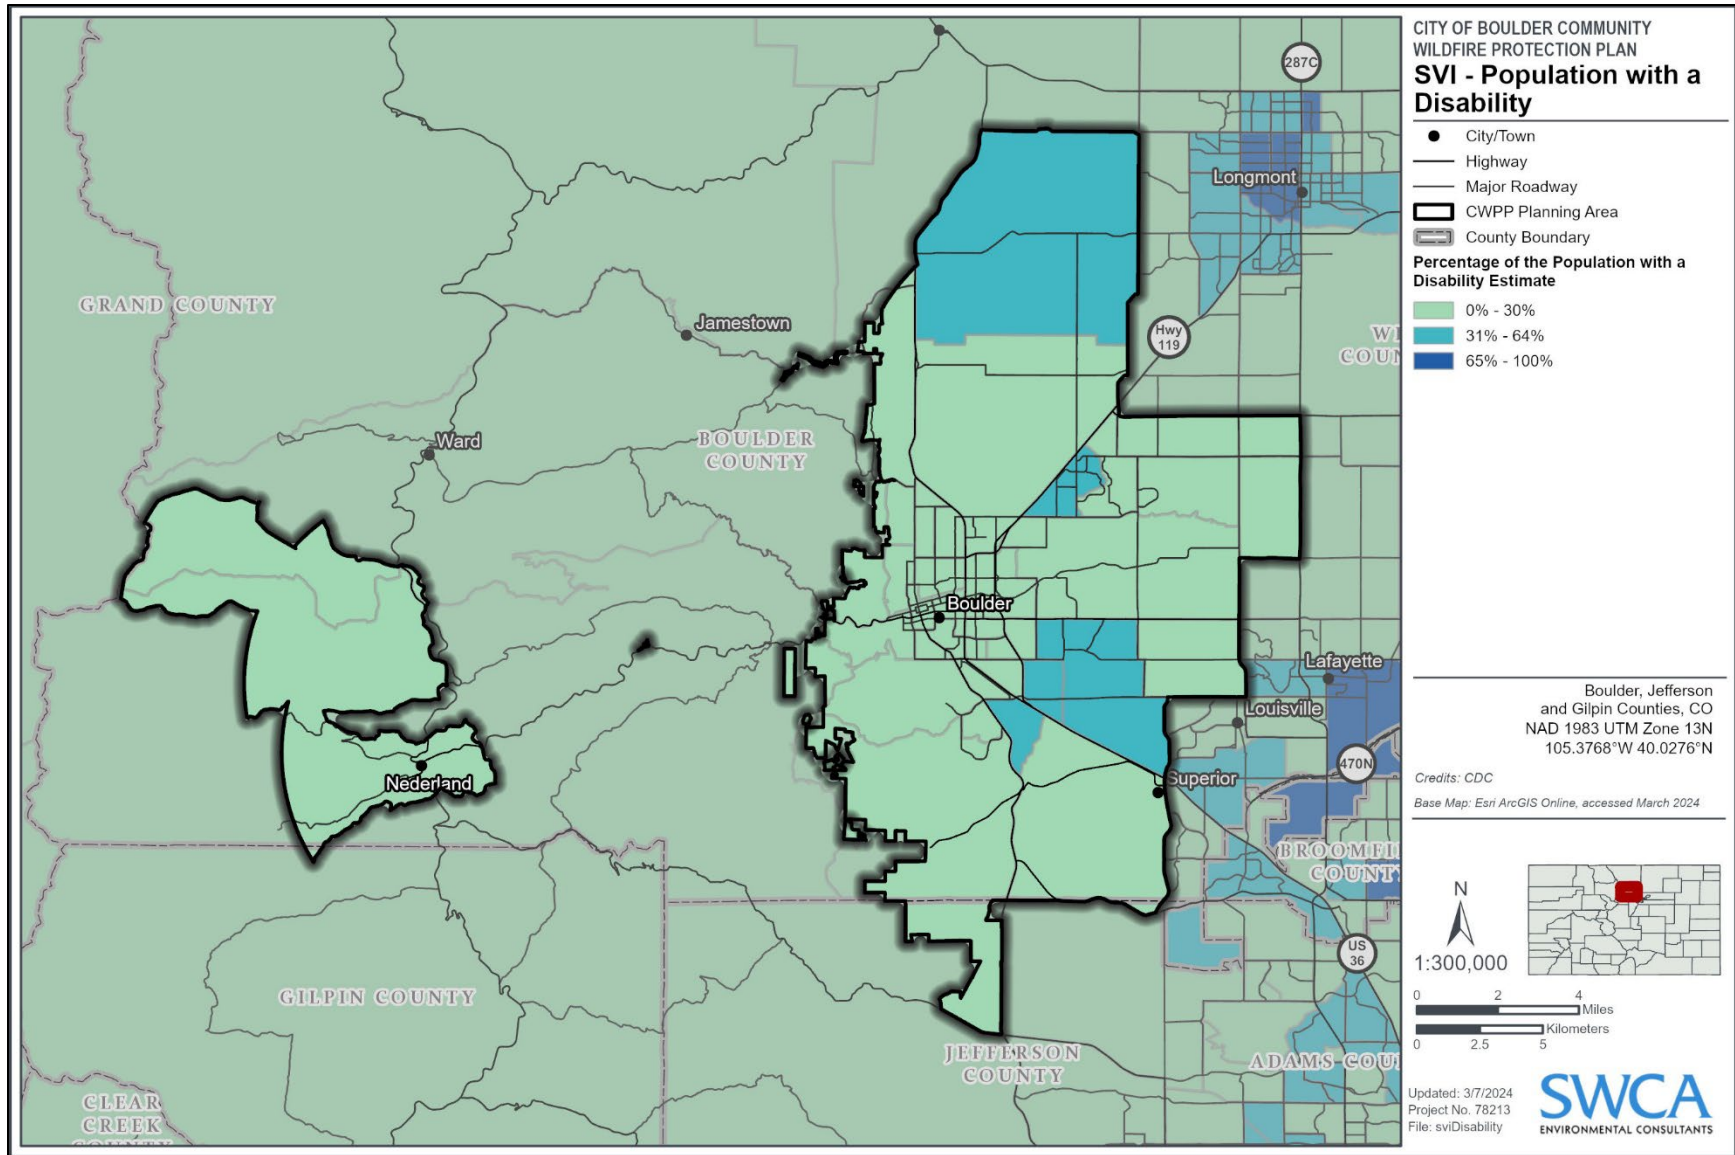 CITY OF BOULDER COMMUNITY
WILDFIRE PROTECTION PLAN
SVI - Population with a
Disability
City/Town
Highway
Major Roadway
CWPP Planning Area
County Boundary
Percentage of the Population with a
Disability Estimate
0% - 30%
31% - 64%
65% - 100%
Boulder, Jefferson
and Gilpin Counties, CO
NAD 1983 UTM Zone 13N
105.3768°W 40.0276°N
Credits: CDC
Base Map: Esri ArcGIS Online, accessed March 2024
N
1:300,000
0 2 4
Miles
Kilometers
0 2.5 5
Updated: 3/7/2024
Project No. 78213
File: sviDisability
SWCA
ENVIRONMENTAL CONSULTANTS
287C
Longmont
GRAND COUNTY
Jamestown
Hwy
119
Ward
BOULDER
COUNTY
Boulder
Lafayette
Louisville
470N
Nederland
Superior
BROOMFI
COUNTY
US
36
GILPIN COUNTY
JEFFERSON
COUNTY
ADAMS COU
CLEAR
CREEK